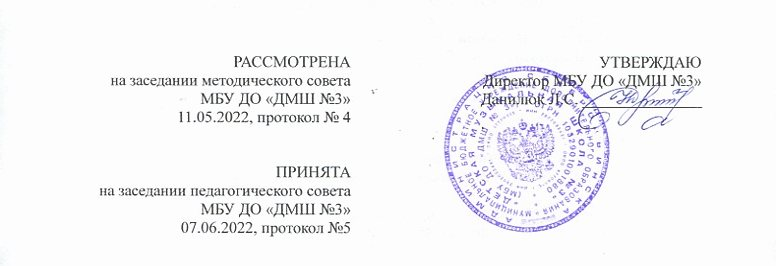 РАССМОТРЕНА
на заседании методического совета
МБУ ДО «ДМШ №3»
11.05.2022, протокол № 4
ПРИНЯТА
на заседании педагогического совета
МБУ ДО «ДМШ №3»
07.06.2022, протокол №5
УТВЕРЖДАЮ
Директор МБУ ДО «ДМШ №3»
Данилюк Л.С.